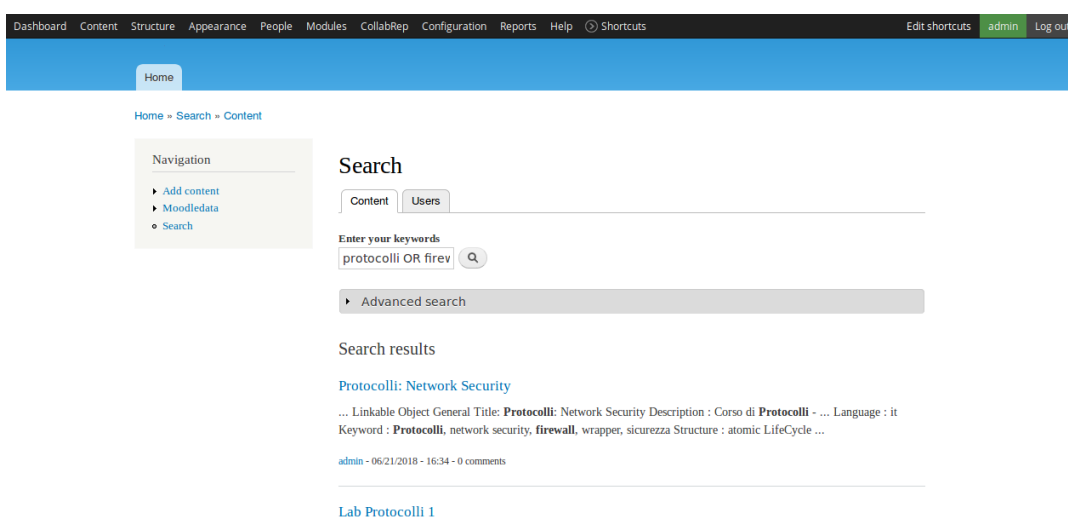 Dashboard Content Structure Appearance People Modules CollabRep Configuration Reports Help Shortcuts Edit shortcuts admin Log out
Home
Home » Search » Content
Navigation
Add content
Moodledata
Search
Search
Content Users
Enter your keywords
protocolli OR firew
Advanced search
Search results
Protocolli: Network Security
... Linkable Object General Title: Protocolli: Network Security Description : Corso di Protocolli - ... Language : it
Keyword : Protocolli, network security, firewall, wrapper, sicurezza Structure : atomic LifeCycle ...
admin - 06/21/2018 - 16:34 - 0 comments
Lab Protocolli 1